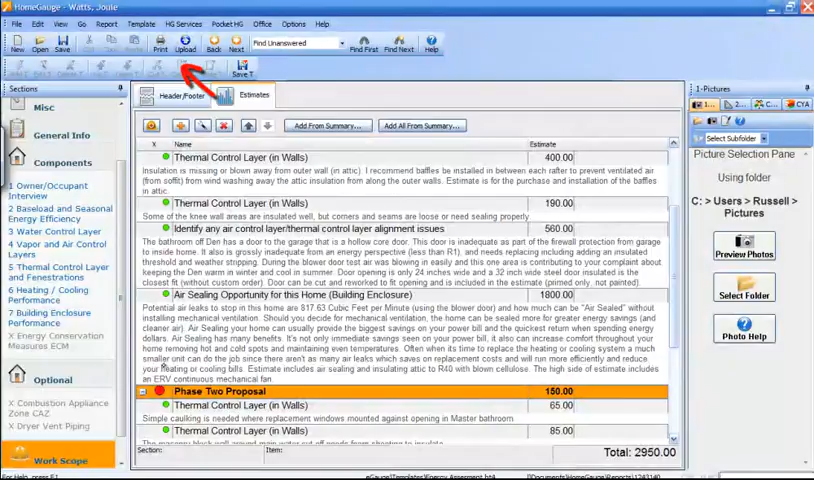 HomeGauge - Watts, Joule
File Edit View Go Report Template HG Services Pocket HG Office Options Help
New Open Save Print Upload Back Next Find Unanswered Find First Find Next Help
Save T
Sections
Misc
General Info
Components
1 Owner/Occupant
Interview
2 Baseload and Seasonal
Energy Efficiency
3 Water Control Layer
4 Vapor and Air Control
Layers
5 Thermal Control Layer
and Fenestrations
6 Heating / Cooling
Performance
7 Building Enclosure
Performance
X Energy Conservation
Measures ECM
Optional
X Combustion Appliance
Zone CAZ
X Dryer Vent Piping
Work Scope
Header/Footer Estimates
Add From Summary... Add All From Summary...
X Name Estimate
Thermal Control Layer (in Walls) 400.00
Insulation is missing or blown away from outer wall (in attic). I recommend baffles be installed in between each rafter to prevent ventilated air
(from soffit) from wind washing away the attic insulation from along the outer walls. Estimate is for the purchase and installation of the baffles
in attic.
Thermal Control Layer (in Walls) 190.00
Some of the knee wall areas are insulated well, but corners and seams are loose or need sealing properly
Identify any air control layer/thermal control layer alignment issues 560.00
The bathroom off Den has a door to the garage that is a hollow core door. This door is inadequate as part of the firewall protection from garage
to inside home. It also is grossly inadequate from an energy perspective (less than R1), and needs replacing including adding an insulated
threshold and weather stripping. During the blower door test air was blowing in easily and this one area is contributing to your complaint about
keeping the Den warm in winter and cool in summer. Door opening is only 24 inches wide and a 32 inch wide steel door insulated is the
closest fit (without custom order). Door can be cut and reworked to fit opening and is included in the estimate (primed only, not painted).
Air Sealing Opportunity for this Home (Building Enclosure) 1800.00
Potential air leaks to stop in this home are 817.63 Cubic Feet per Minute (using the blower door) and how much can be "Air Sealed" without
installing mechanical ventilation. Should you decide for mechanical ventilation, the home can be sealed more for greater energy savings (and
cleaner air). Air Sealing your home can usually provide the biggest savings on your power bill and the quickest return when spending energy
dollars. Air Sealing has many benefits. It's not only immediate savings seen on your power bill, it also can increase comfort throughout your
home removing hot and cold spots and maintaining even temperatures. Often when its time to replace the heating or cooling system a much
smaller unit can do the job since there aren't as many air leaks which saves on replacement costs and will run more efficiently and reduce
your heating or cooling bills. Estimate includes air sealing and insulating attic to R40 with blown cellulose. The high side estimate includes
an ERV continuous mechanical fan.
Phase Two Proposal 150.00
Thermal Control Layer (in Walls) 65.00
Simple caulking is needed where replacement windows mounted against opening in Master bathroom
Thermal Control Layer (in Walls) 85.00
Section: Item: Total: 2950.00
1-Pictures
1... 2... C... CYA
Select Subfolder
Picture Selection Pane
Using folder
C: > Users > Russell >
Pictures
Preview Photos
Select Folder
Photo Help